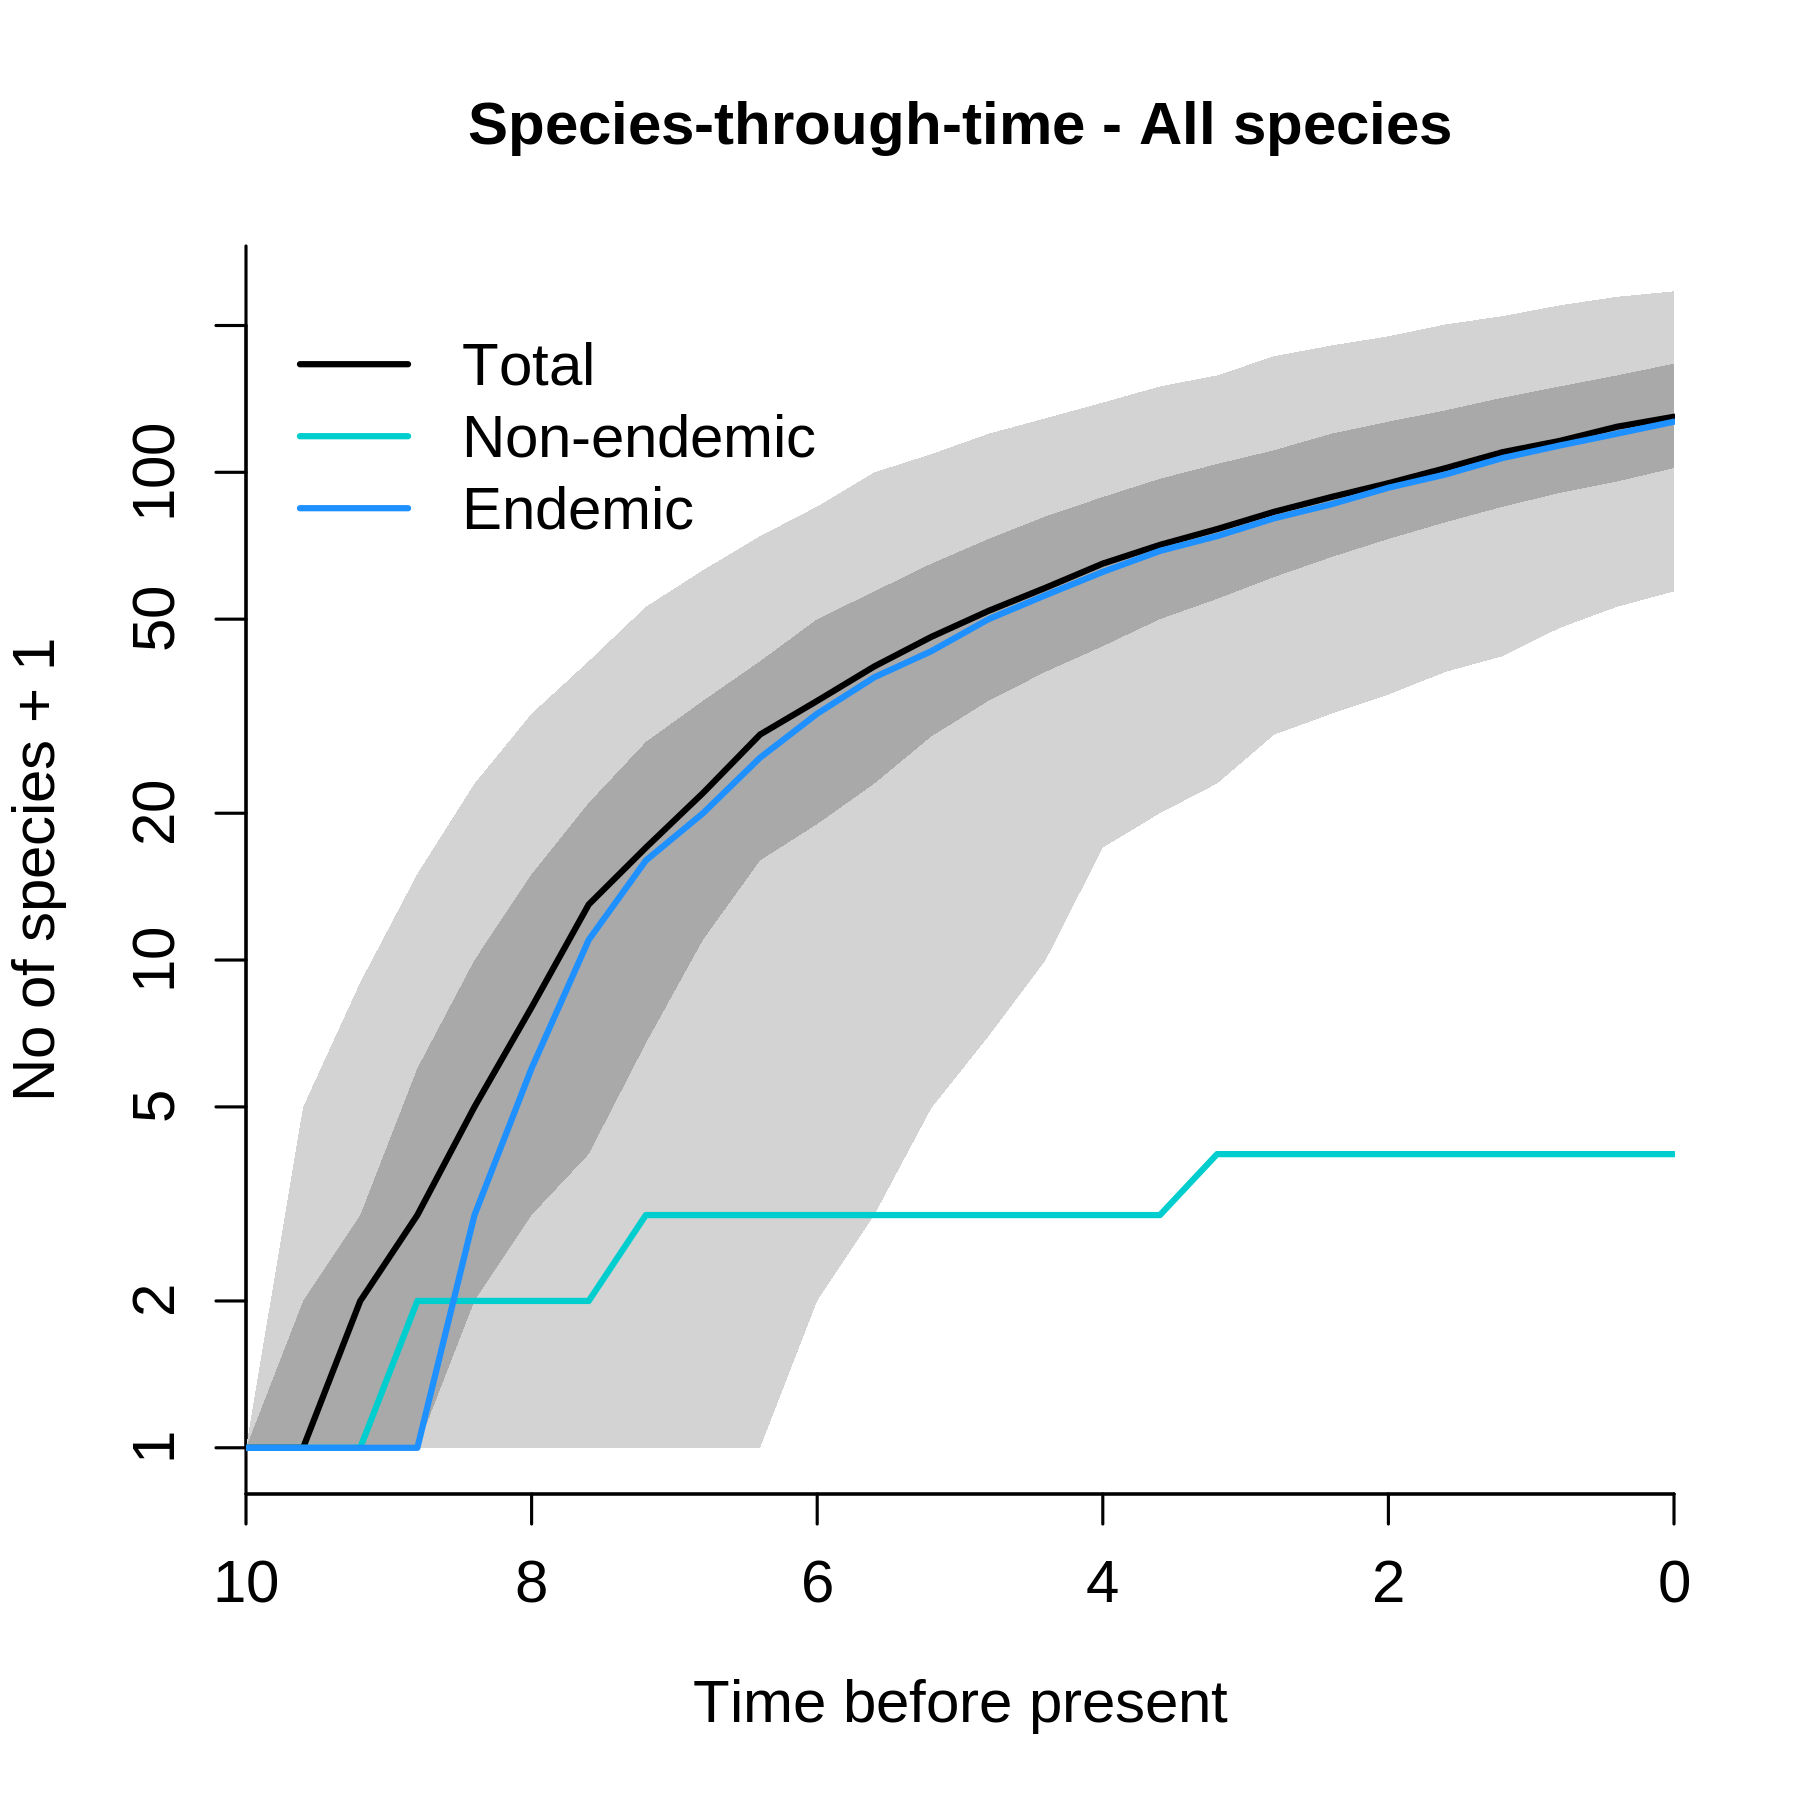 Species-through-time - All species
Total
Non-endemic
Endemic
No of species + 1
100
50
20
10
5
2
1
10 8 6 4 2 0
Time before present